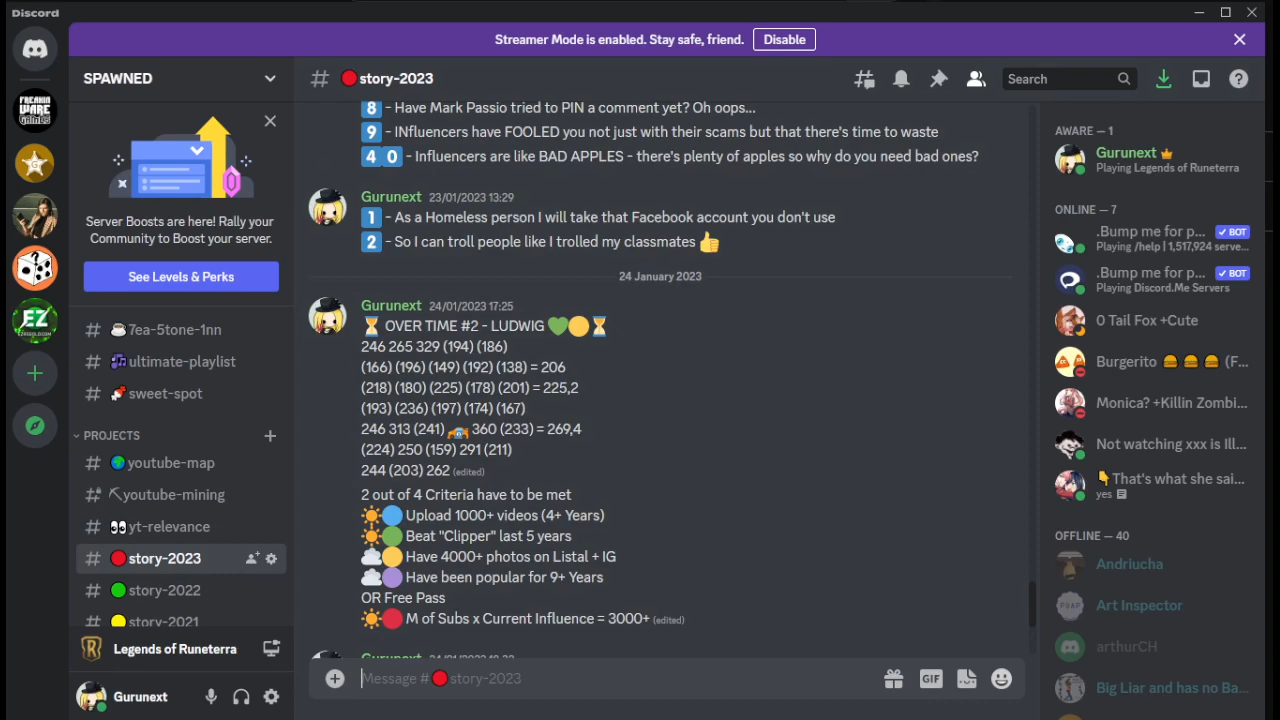 Discord
Streamer Mode is enabled. Stay safe, friend. Disable
FREAKIN WARE GAMES
EZ
SPAWNED
Server Boosts are here! Rally your
Community to Boost your server.
See Levels & Perks
# ☕7ea-5tone-1nn
# ultimate-playlist
# sweet-spot
PROJECTS
# 🌍youtube-map
# ⛏youtube-mining
# 👀yt-relevance
# 🔴story-2023
# 🟢story-2022
# 🟡story-2021
Legends of Runeterra
Gurunext
# 🔴story-2023
Search
8 - Have Mark Passio tried to PIN a comment yet? Oh oops...
9 - INfluencers have FOOLED you not just with their scams but that there's time to waste
4 0 - Influencers are like BAD APPLES - there's plenty of apples so why do you need bad ones?
Gurunext 23/01/2023 13:29
1 - As a Homeless person I will take that Facebook account you don't use
2 - So I can troll people like I trolled my classmates 👍
24 January 2023
Gurunext 24/01/2023 17:25
⏳ OVER TIME #2 - LUDWIG 💚🟡⏳
246 265 329 (194) (186)
(166) (196) (149) (192) (138) = 206
(218) (180) (225) (178) (201) = 225,2
(193) (236) (197) (174) (167)
246 313 (241) 360 (233) = 269,4
(224) 250 (159) 291 (211)
244 (203) 262 (edited)
2 out of 4 Criteria have to be met
☀🔵 Upload 1000+ videos (4+ Years)
☀🟢 Beat "Clipper" last 5 years
☁🟡 Have 4000+ photos on Listal + IG
☁🟣 Have been popular for 9+ Years
OR Free Pass
☀🔴 M of Subs x Current Influence = 3000+ (edited)
Message # 🔴story-2023
GIF
AWARE — 1
Gurunext
Playing Legends of Runeterra
ONLINE — 7
.Bump me for p... ✓ BOT
Playing /help | 1,517,924 serve...
.Bump me for p... ✓ BOT
Playing Discord.Me Servers
0 Tail Fox +Cute
Burgerito 🍔 🍔 🍔 (F...
Monica? +Killin Zombi...
Not watching xxx is Ill...
👇That's what she sai...
yes
OFFLINE — 40
Andriucha
Art Inspector
arthurCH
Big Liar and has no Ba...